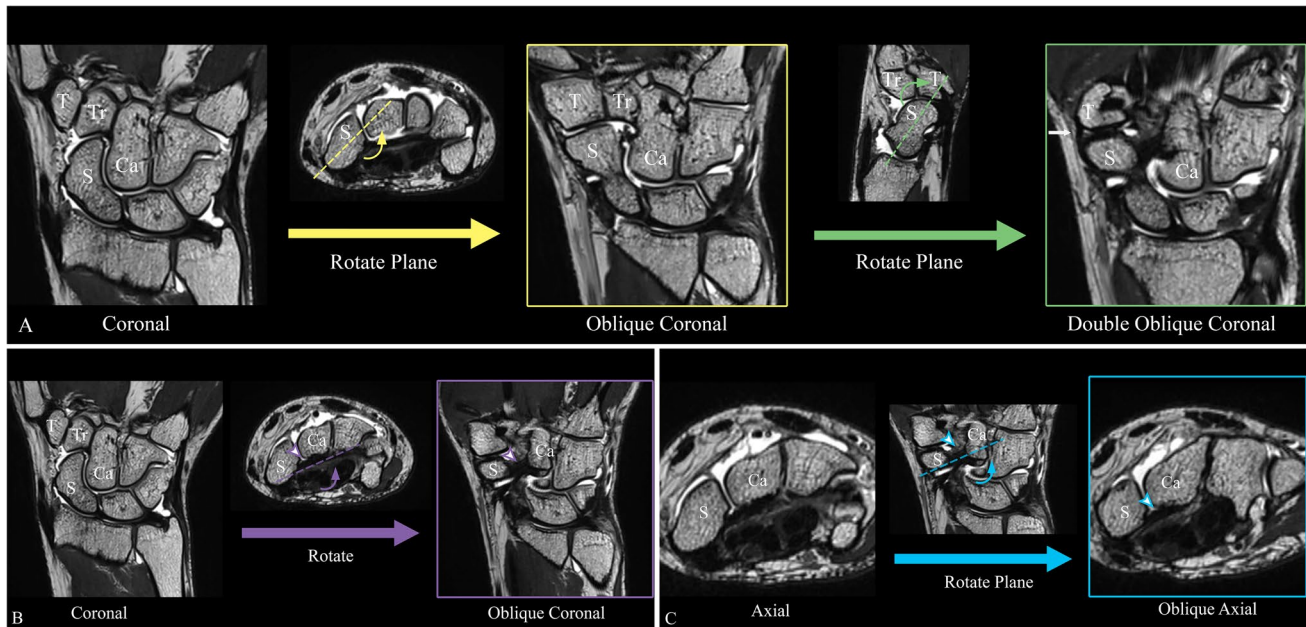 T
Tr
Ca
S
Coronal
S
Rotate Plane
T
Tr
S
Ca
Oblique Coronal
Tr
T
S
Rotate Plane
T
S
Ca
Double Oblique Coronal
A
T
Tr
Ca
S
Coronal
Ca
S
Rotate
Ca
S
Oblique Coronal
B
Ca
S
Axial
Ca
S
Rotate Plane
Ca
S
Oblique Axial
C